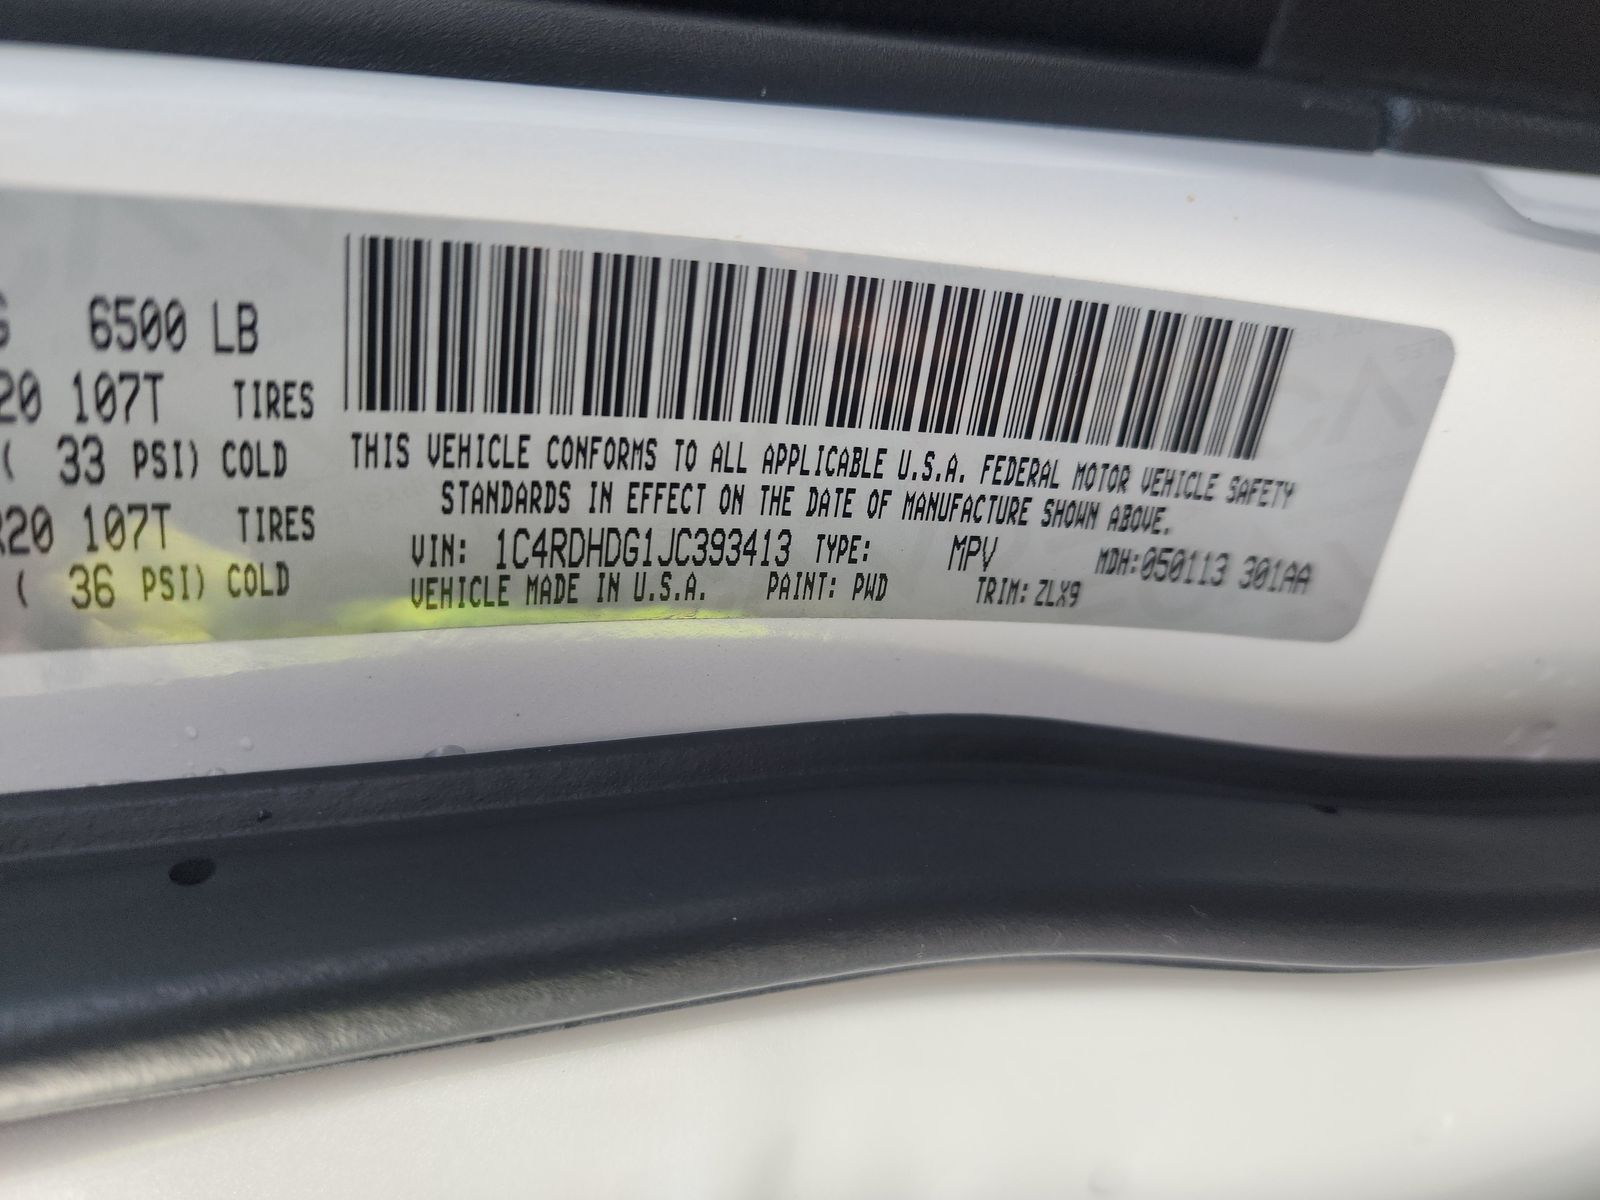 6500 LB
20 107T TIRES
( 33 PSI) COLD
R20 107T TIRES
( 36 PSI) COLD
THIS VEHICLE CONFORMS TO ALL APPLICABLE U.S.A. FEDERAL MOTOR VEHICLE SAFETY
STANDARDS IN EFFECT ON THE DATE OF MANUFACTURE SHOWN ABOVE.
VIN: 1C4RDHDG1JC393413 TYPE: MPV MDH:050113 301AA
VEHICLE MADE IN U.S.A. PAINT: PWD TRIM: ZLX9